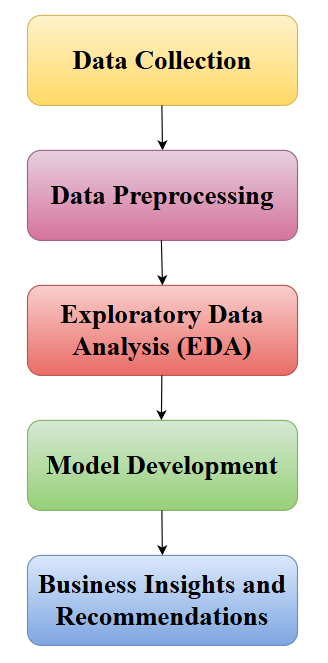 Data Collection
Data Preprocessing
Exploratory Data
Analysis (EDA)
Model Development
Business Insights and
Recommendations